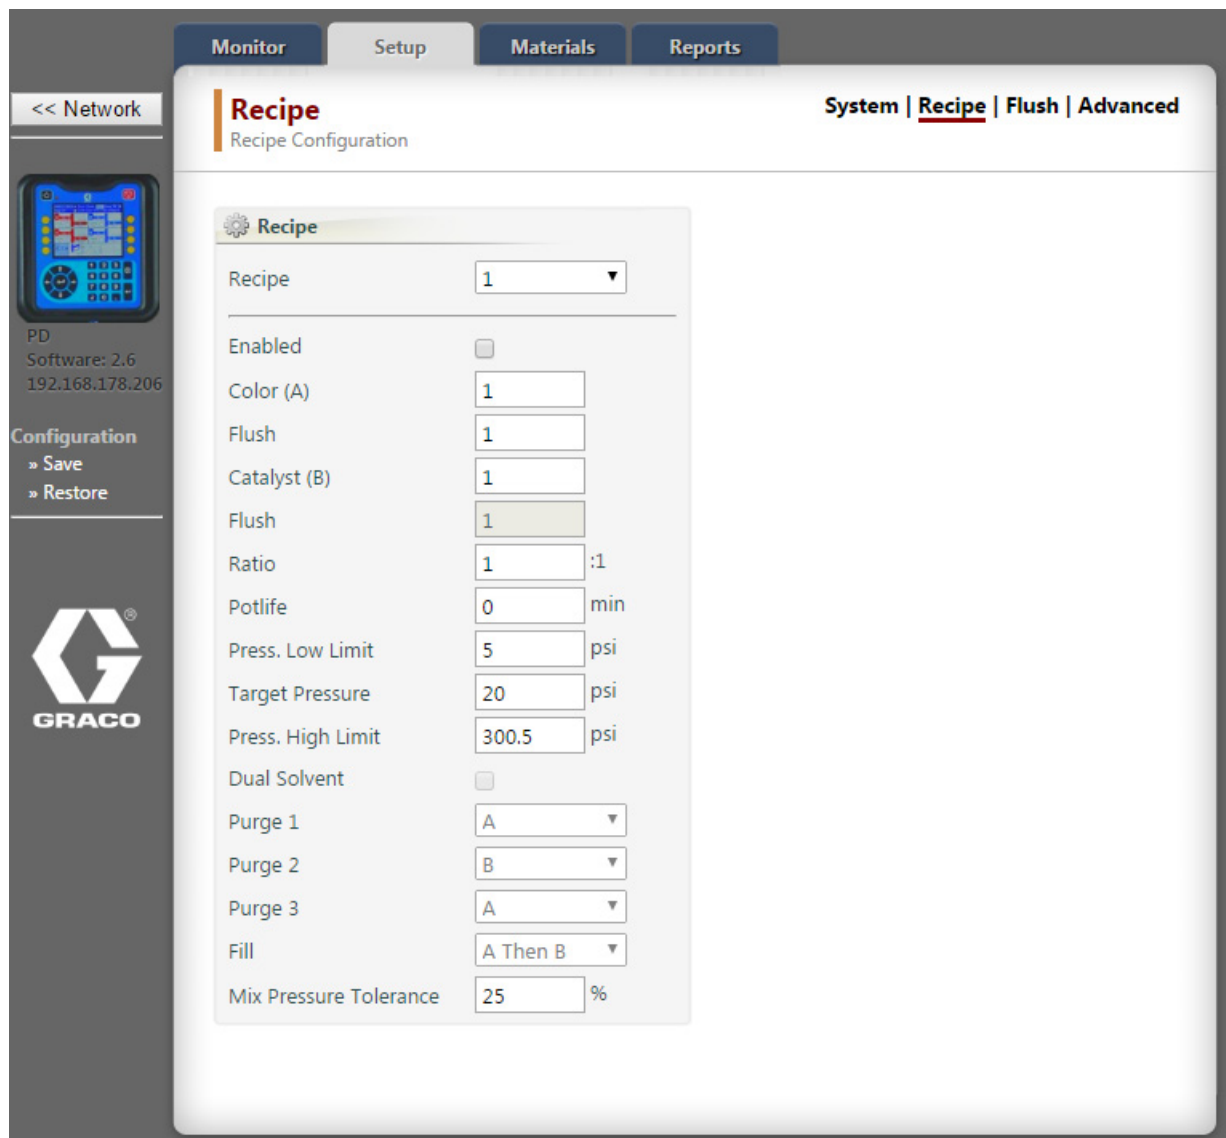 Monitor Setup Materials Reports
<< Network
Recipe
Recipe Configuration
System | Recipe | Flush | Advanced
PD
Software: 2.6
192.168.178.206
Configuration
» Save
» Restore
GRACO
®
Recipe
Recipe 1
Enabled
Color (A) 1
Flush 1
Catalyst (B) 1
Flush 1
Ratio 1 :1
Potlife 0 min
Press. Low Limit 5 psi
Target Pressure 20 psi
Press. High Limit 300.5 psi
Dual Solvent
Purge 1 A
Purge 2 B
Purge 3 A
Fill A Then B
Mix Pressure Tolerance 25 %